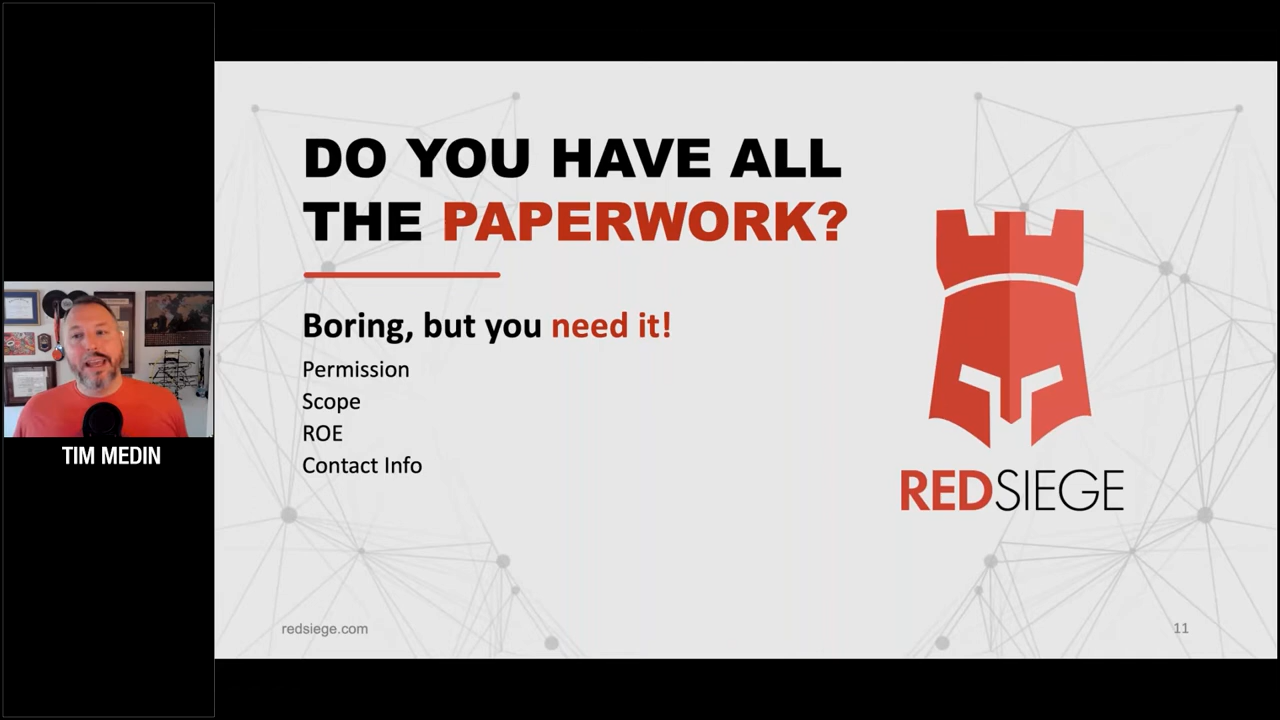 DO YOU HAVE ALL
THE PAPERWORK?
Boring, but you need it!
Permission
Scope
ROE
Contact Info
REDSIEGE
TIM MEDIN
redsiege.com
11